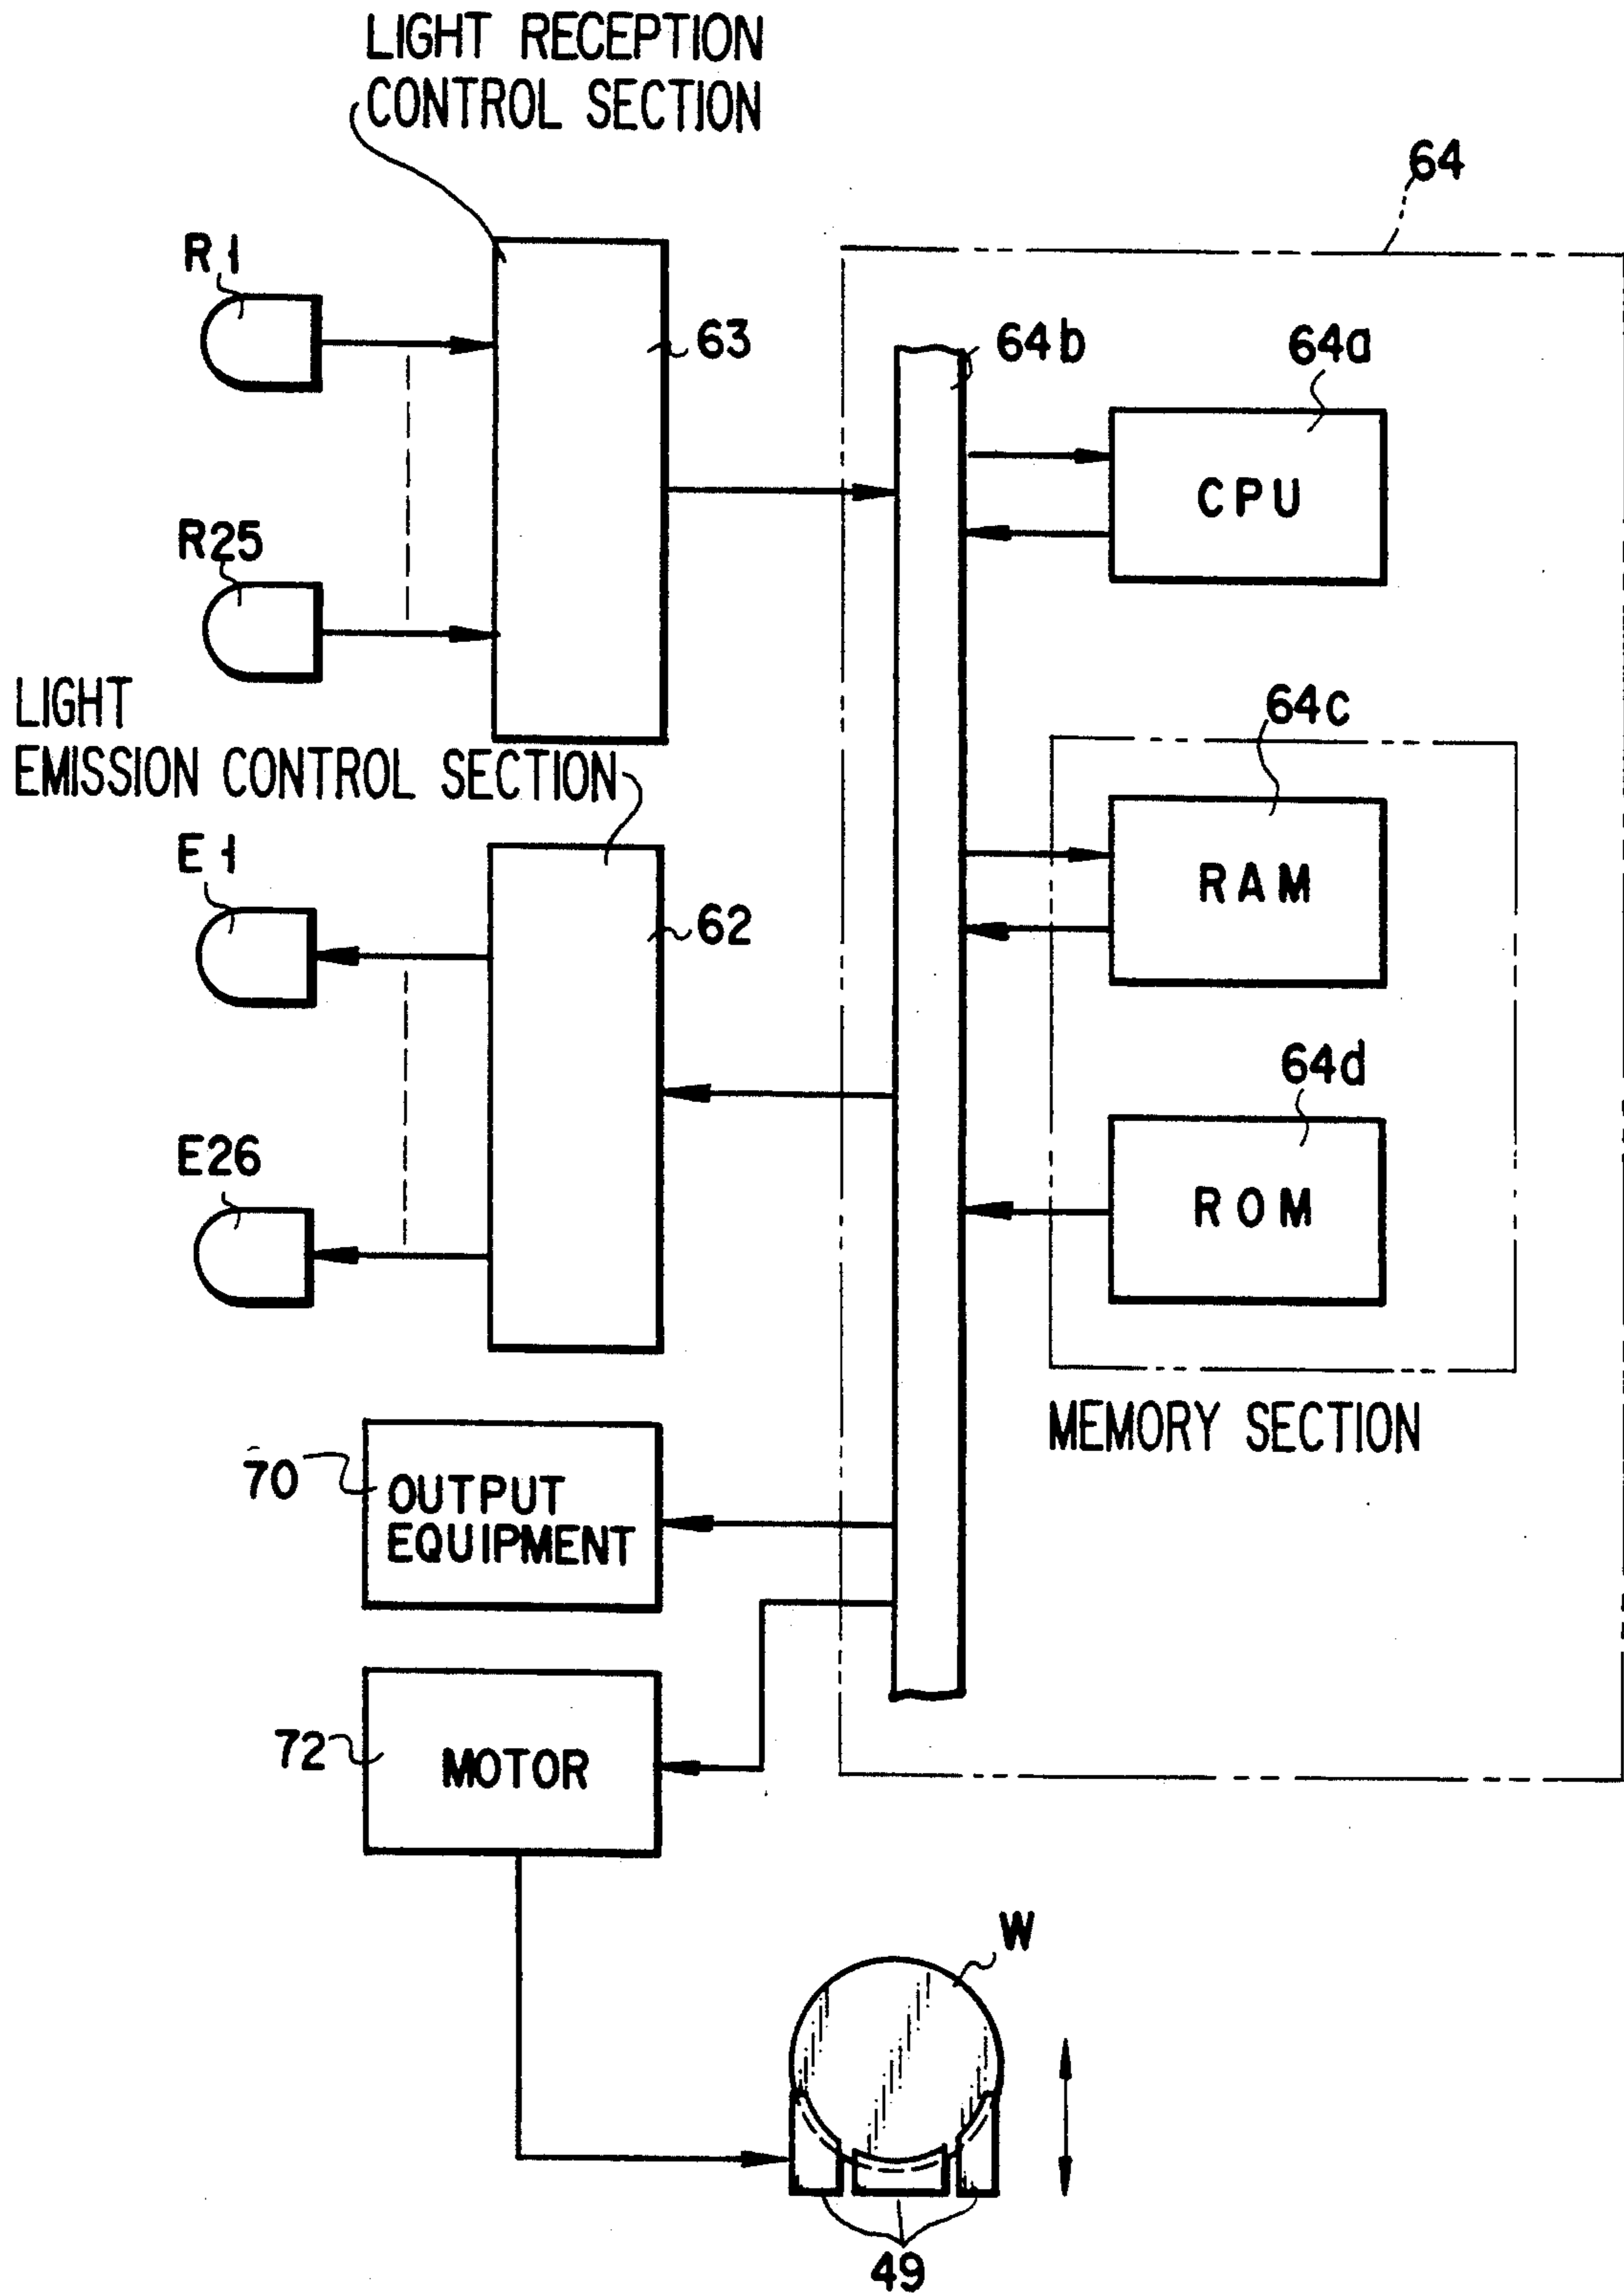 LIGHT RECEPTION
CONTROL SECTION
64
R1
63
64b
64a
CPU
R25
LIGHT
EMISSION CONTROL SECTION
64c
RAM
E1
62
64d
E26
ROM
MEMORY SECTION
70
OUTPUT
EQUIPMENT
72
MOTOR
W
49